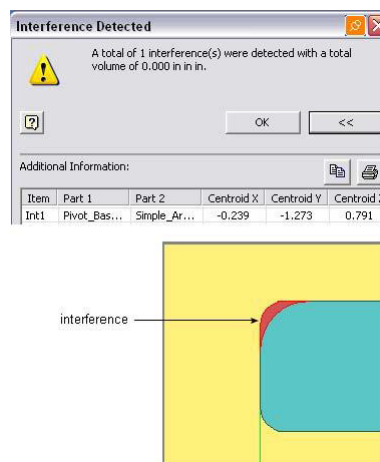 Interference Detected
A total of 1 interference(s) were detected with a total
volume of 0.000 in in in.
OK
<<
Additional Information:
Item Part 1 Part 2 Centroid X Centroid Y Centroid
Int1 Pivot_Bas... Simple_Ar... -0.239 -1.273 0.791
interference